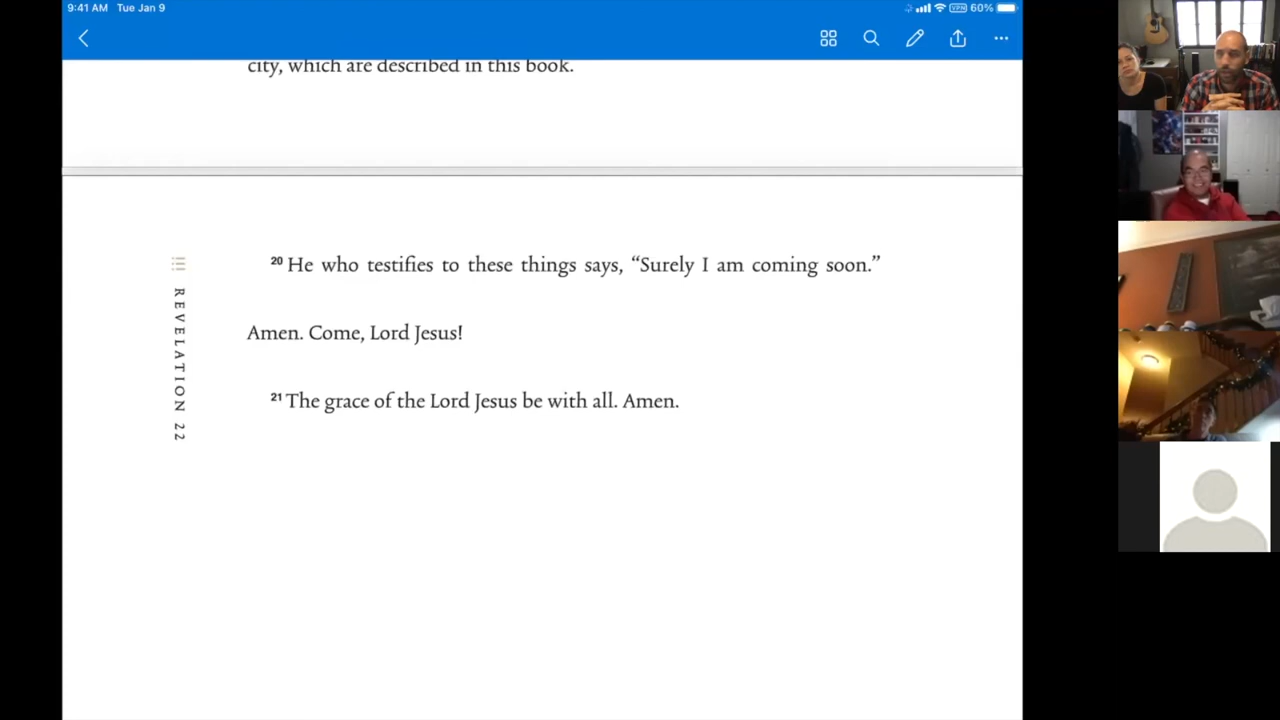 9:41 AM Tue Jan 9
VPN 60%
city, which are described in this book.
20 He who testifies to these things says, “Surely I am coming soon.”
Amen. Come, Lord Jesus!
21 The grace of the Lord Jesus be with all. Amen.
REVELATION 22